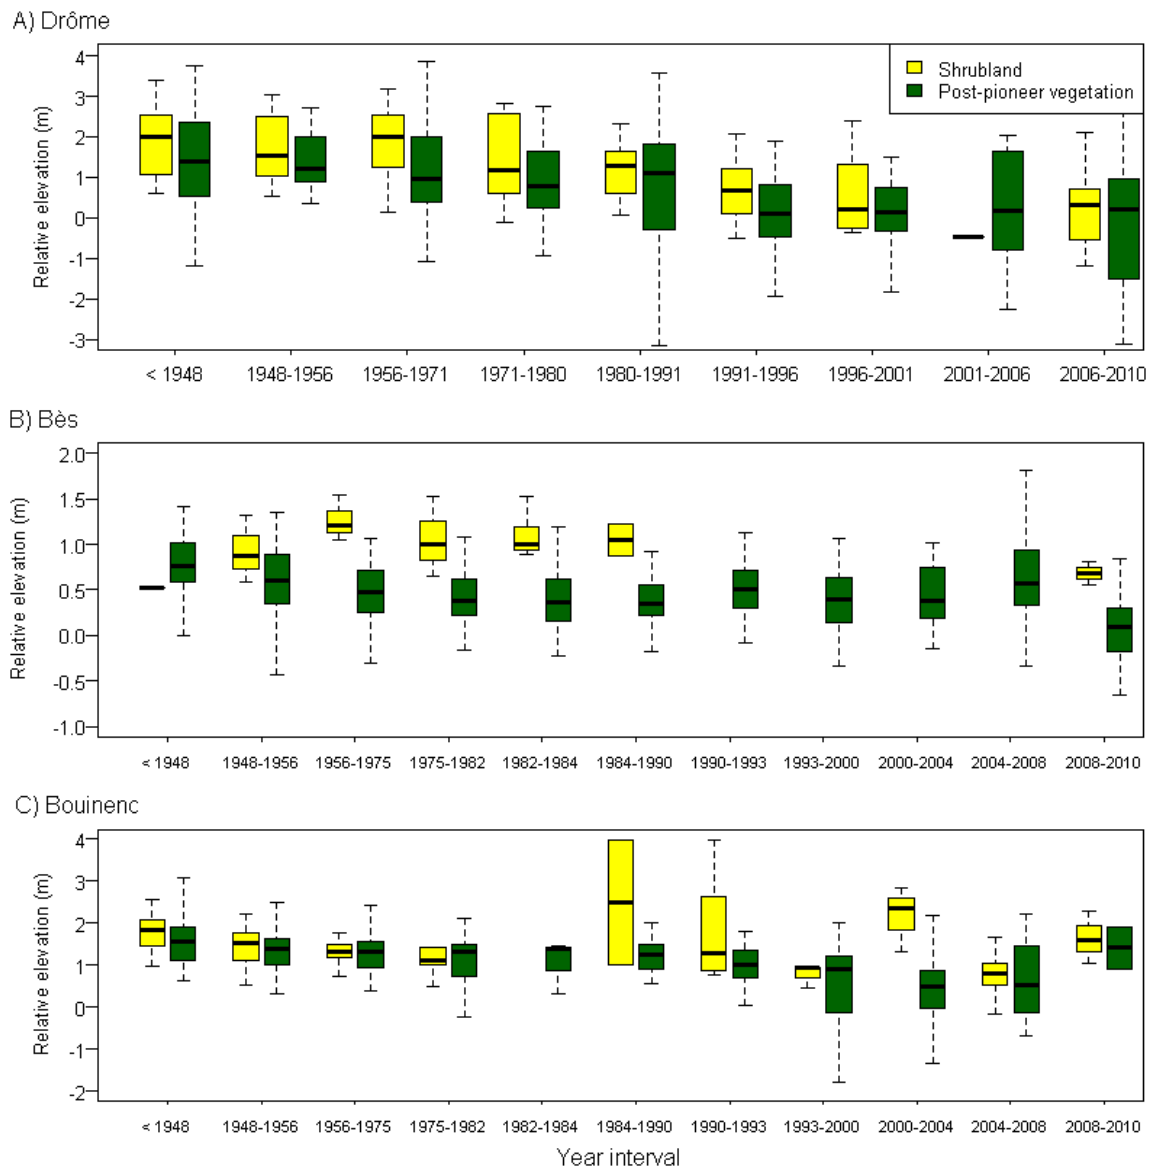 A) Drôme
4
3
2
1
0
-1
-2
-3
Relative elevation (m)
Shrubland
Post-pioneer vegetation
< 1948 1948-1956 1956-1971 1971-1980 1980-1991 1991-1996 1996-2001 2001-2006 2006-2010
B) Bès
2.0
1.5
1.0
0.5
0.0
-0.5
-1.0
Relative elevation (m)
< 1948 1948-1956 1956-1975 1975-1982 1982-1984 1984-1990 1990-1993 1993-2000 2000-2004 2004-2008 2008-2010
C) Bouinenc
4
3
2
1
0
-1
-2
Relative elevation (m)
< 1948 1948-1956 1956-1975 1975-1982 1982-1984 1984-1990 1990-1993 1993-2000 2000-2004 2004-2008 2008-2010
Year interval